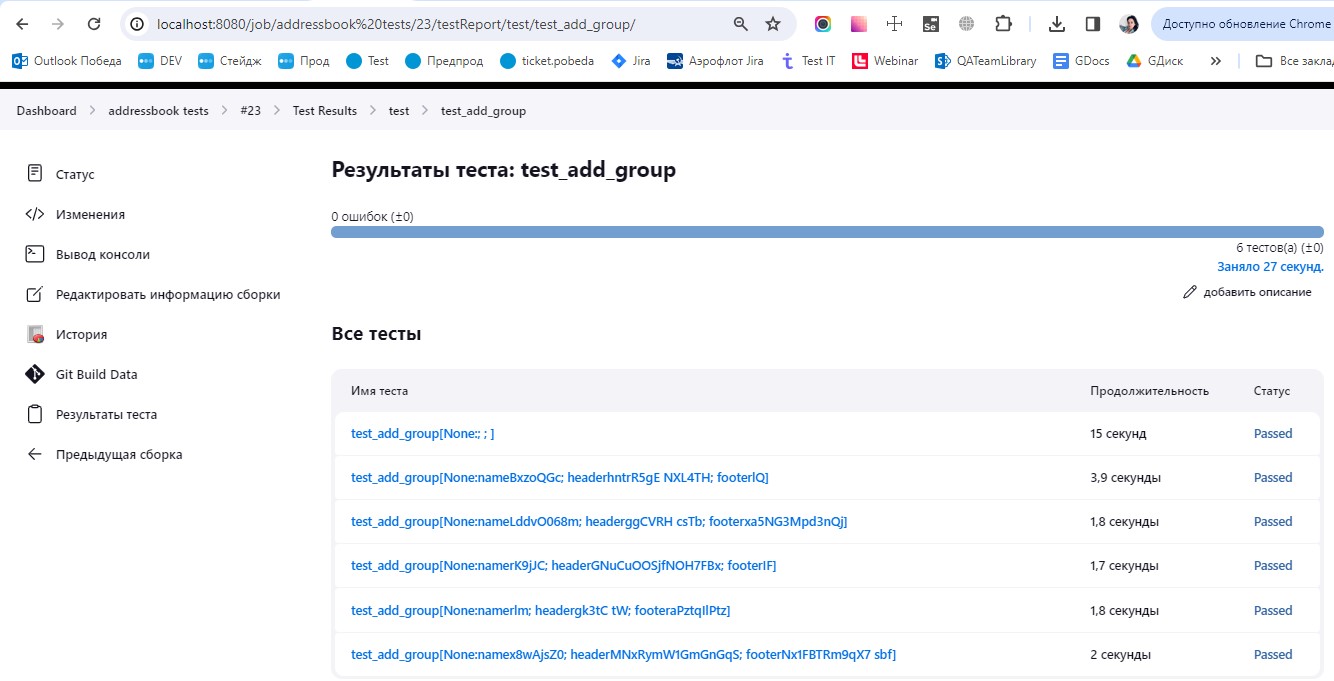 localhost:8080/job/addressbook%20tests/23/testReport/test/test_add_group/
Se
Доступно обновление Chrome
Outlook Победа DEV Стейдж Прод Test Предпрод ticket.pobeda Jira Аэрофлот Jira Test IT Webinar QATeamLibrary GDocs GДиск » Все заклад
Dashboard > addressbook tests > #23 > Test Results > test > test_add_group
Статус
Изменения
Вывод консоли
Редактировать информацию сборки
История
Git Build Data
Результаты теста
Предыдущая сборка
Результаты теста: test_add_group
0 ошибок (±0)
6 тестов(а) (±0)
Заняло 27 секунд.
добавить описание
Все тесты
Имя теста Продолжительность Статус
test_add_group[None:; ; ] 15 секунд Passed
test_add_group[None:nameBxzoQGc; headerhntrR5gE NXL4TH; footerlQ] 3,9 секунды Passed
test_add_group[None:nameLddvO068m; headerggCVRH csTb; footerxa5NG3Mpd3nQj] 1,8 секунды Passed
test_add_group[None:namerK9jJC; headerGNuCuOOSjfNOH7FBx; footerIF] 1,7 секунды Passed
test_add_group[None:namerlm; headergk3tC tW; footeraPztqIlPtz] 1,8 секунды Passed
test_add_group[None:namex8wAjsZ0; headerMNxRymW1GmGnGqS; footerNx1FBTRm9qX7 sbf] 2 секунды Passed